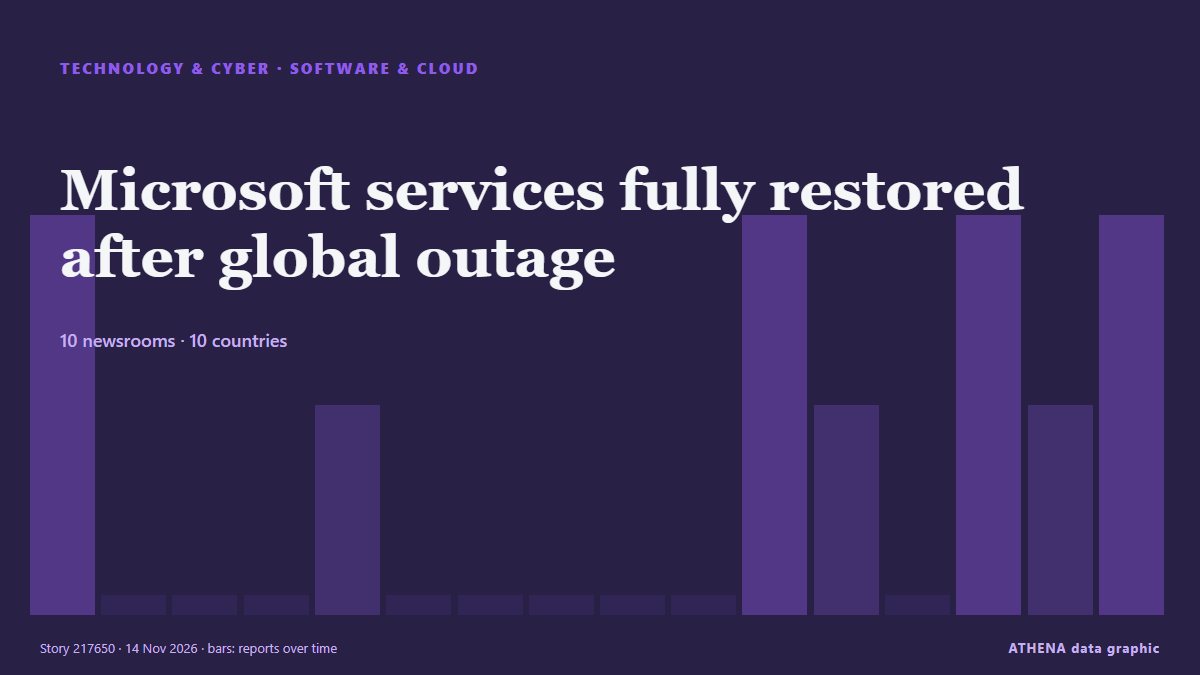 TECHNOLOGY & CYBER · SOFTWARE & CLOUD
Microsoft services fully restored
after global outage
10 newsrooms · 10 countries
Story 217650 · 14 Nov 2026 · bars: reports over time
ATHENA data graphic